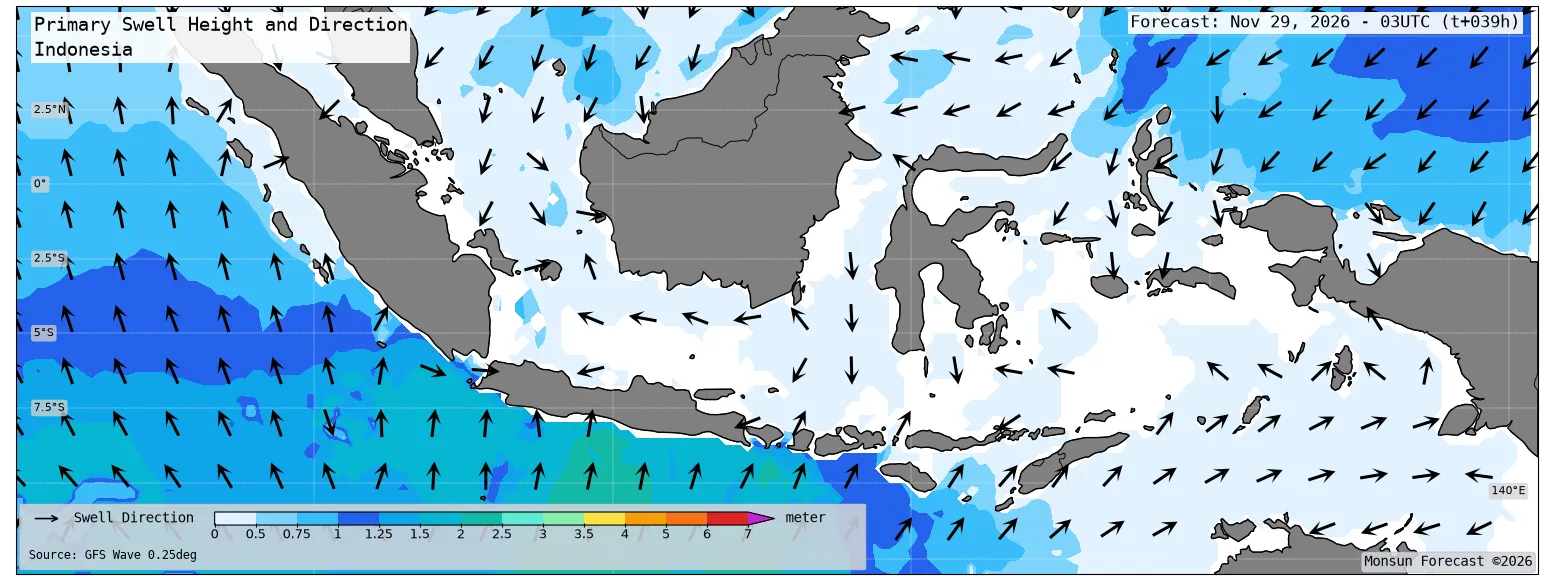 Primary Swell Height and Direction
Indonesia
Forecast: Nov 29, 2026 - 03UTC (t+039h)
2.5°N
0°
2.5°S
5°S
7.5°S
140°E
Swell Direction
0 0.5 0.75 1 1.25 1.5 2 2.5 3 3.5 4 5 6 7 meter
Source: GFS Wave 0.25deg
Monsun Forecast ©2026